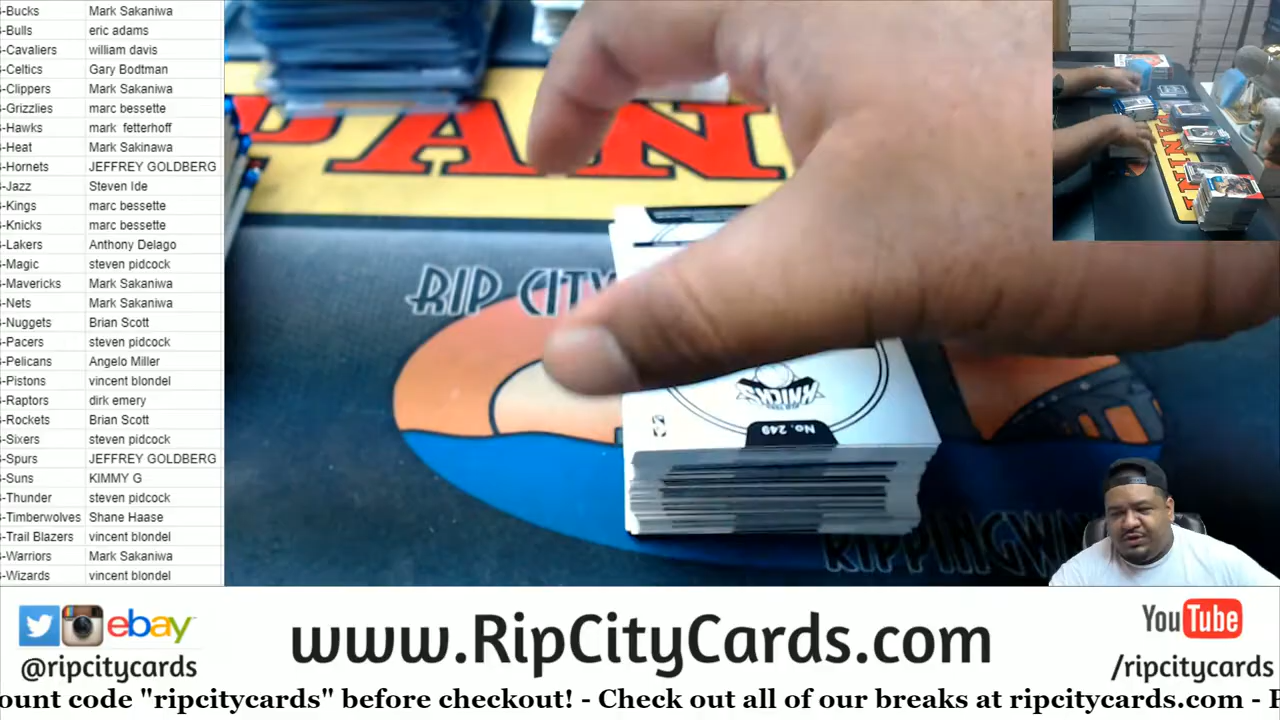 -Bucks Mark Sakaniwa
-Bulls eric adams
-Cavaliers william davis
-Celtics Gary Bodtman
-Clippers Mark Sakaniwa
-Grizzlies marc bessette
-Hawks mark fetterhoff
-Heat Mark Sakinawa
-Hornets JEFFREY GOLDBERG
-Jazz Steven Ide
-Kings marc bessette
-Knicks marc bessette
-Lakers Anthony Delago
-Magic steven pidcock
-Mavericks Mark Sakaniwa
-Nets Mark Sakaniwa
-Nuggets Brian Scott
-Pacers steven pidcock
-Pelicans Angelo Miller
-Pistons vincent blondel
-Raptors dirk emery
-Rockets Brian Scott
-Sixers steven pidcock
-Spurs JEFFREY GOLDBERG
-Suns KIMMY G
-Thunder steven pidcock
-Timberwolves Shane Haase
-Trail Blazers vincent blondel
-Warriors Mark Sakaniwa
-Wizards vincent blondel
PANI
RIP CITY
KNICKS
No. 249
RIPPINGW
ebay
@ripcitycards
www.RipCityCards.com
YouTube
/ripcitycards
ount code "ripcitycards" before checkout! - Check out all of our breaks at ripcitycards.com -